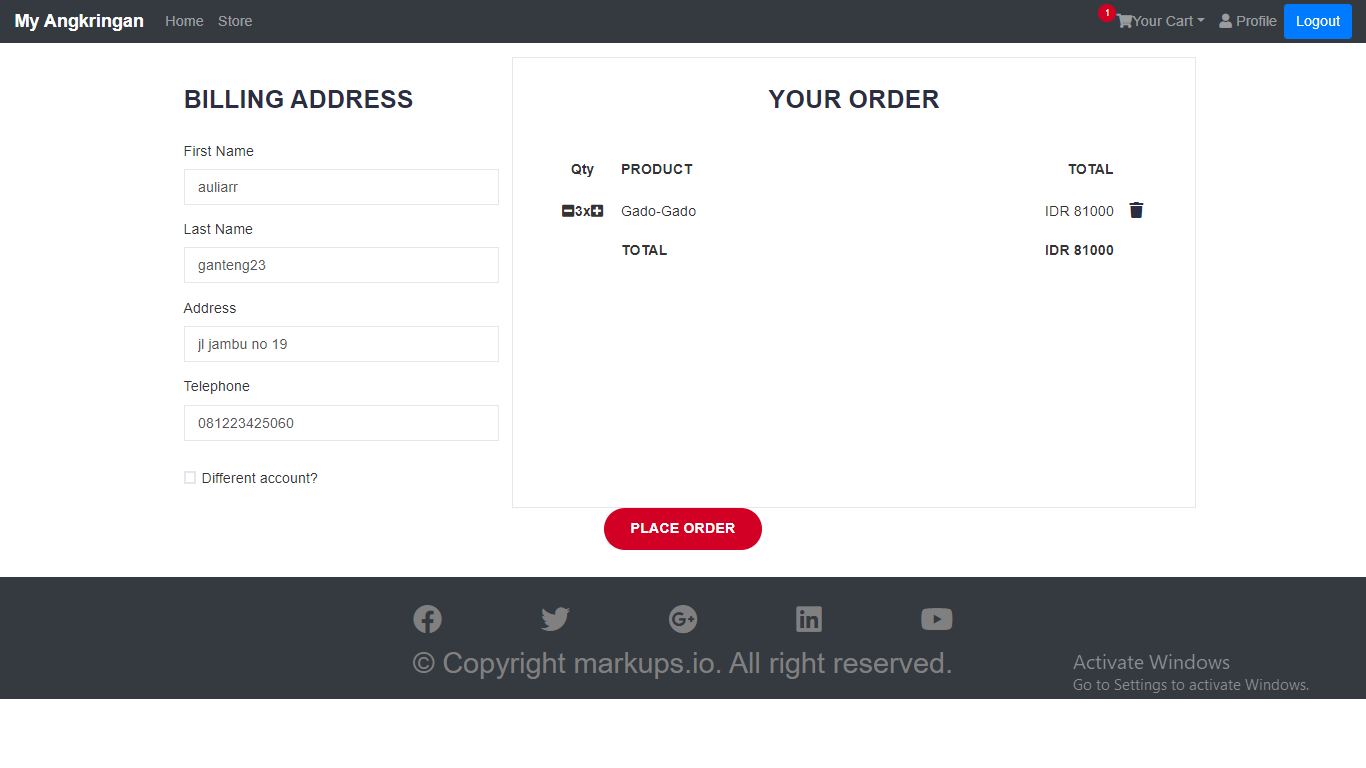 My Angkringan Home Store 1 Your Cart Profile Logout
BILLING ADDRESS
First Name
auliarr
Last Name
ganteng23
Address
jl jambu no 19
Telephone
081223425060
Different account?
YOUR ORDER
Qty PRODUCT TOTAL
3x Gado-Gado IDR 81000
TOTAL IDR 81000
PLACE ORDER
© Copyright markups.io. All right reserved.
Activate Windows
Go to Settings to activate Windows.